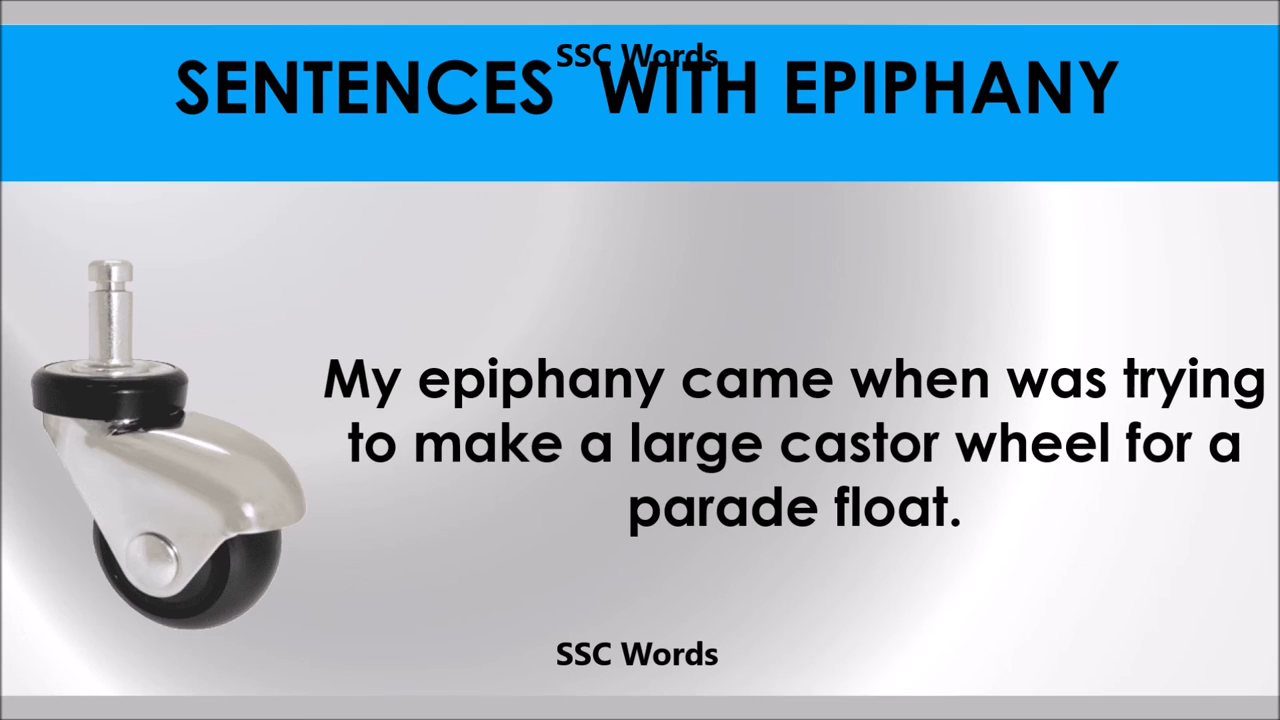 SSC Words
SENTENCES WITH EPIPHANY
My epiphany came when was trying
to make a large castor wheel for a
parade float.
SSC Words